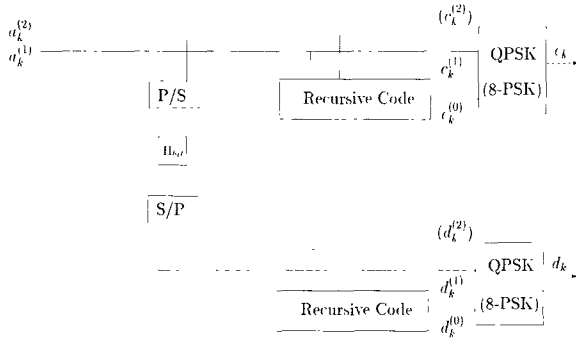 a_k^{(2)}
a_k^{(1)}
(c_k^{(2)})
c_k^{(1)}
c_k^{(0)}
QPSK
(8-PSK)
c_k
P/S
Recursive Code
S/P
(d_k^{(2)})
d_k^{(1)}
d_k^{(0)}
QPSK
(8-PSK)
d_k
Recursive Code